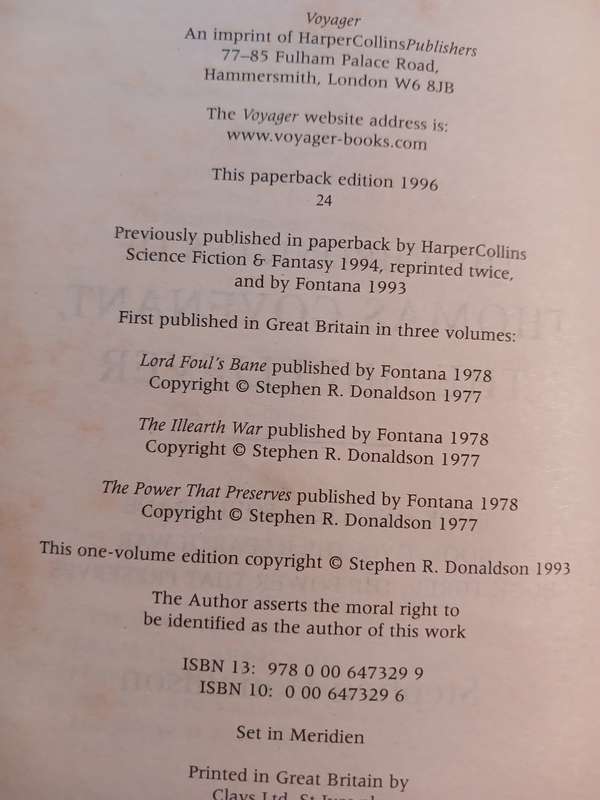 Voyager
An imprint of HarperCollinsPublishers
77–85 Fulham Palace Road,
Hammersmith, London W6 8JB
The Voyager website address is:
www.voyager-books.com
This paperback edition 1996
24
Previously published in paperback by HarperCollins
Science Fiction & Fantasy 1994, reprinted twice,
and by Fontana 1993
First published in Great Britain in three volumes:
Lord Foul's Bane published by Fontana 1978
Copyright © Stephen R. Donaldson 1977
The Illearth War published by Fontana 1978
Copyright © Stephen R. Donaldson 1977
The Power That Preserves published by Fontana 1978
Copyright © Stephen R. Donaldson 1977
This one-volume edition copyright © Stephen R. Donaldson 1993
The Author asserts the moral right to
be identified as the author of this work
ISBN 13: 978 0 00 647329 9
ISBN 10: 0 00 647329 6
Set in Meridien
Printed in Great Britain by
Clays Ltd, St